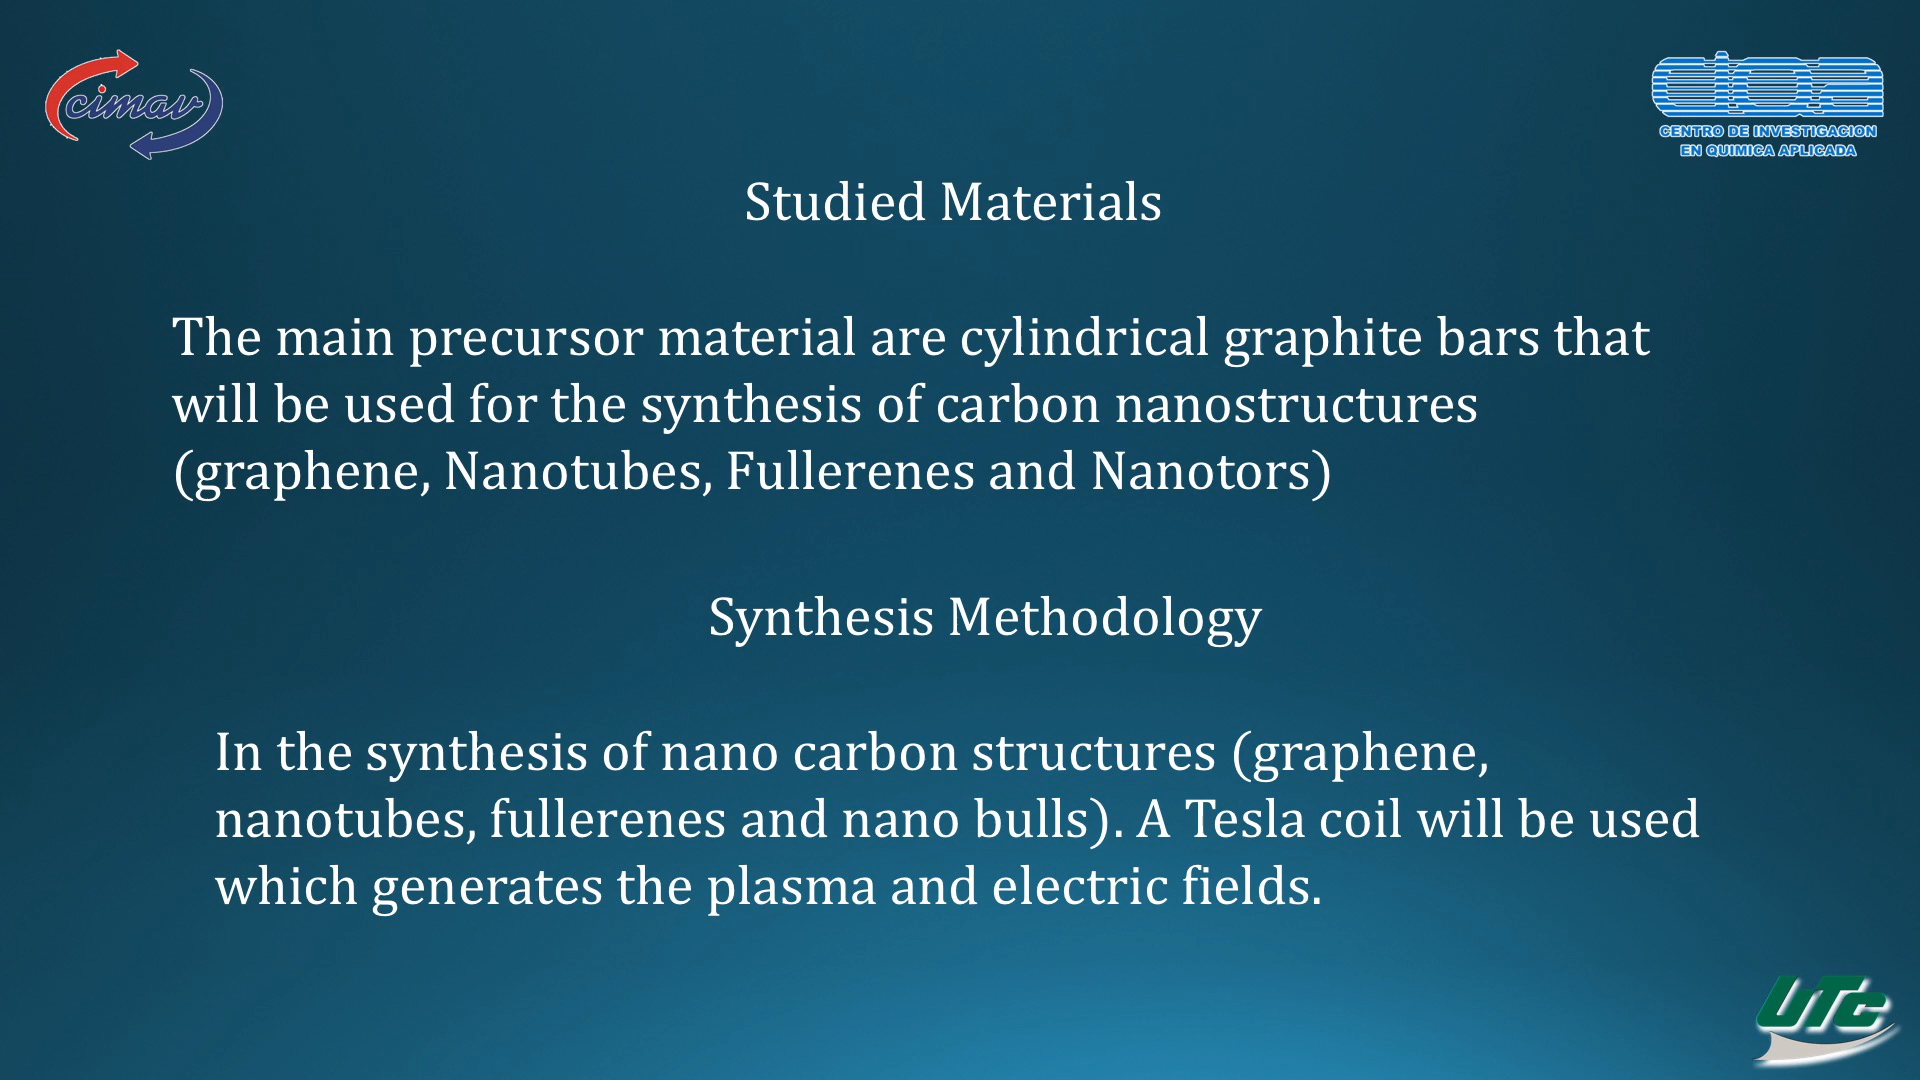 cimav
ciqa
CENTRO DE INVESTIGACION
EN QUIMICA APLICADA
Studied Materials
The main precursor material are cylindrical graphite bars that
will be used for the synthesis of carbon nanostructures
(graphene, Nanotubes, Fullerenes and Nanotors)
Synthesis Methodology
In the synthesis of nano carbon structures (graphene,
nanotubes, fullerenes and nano bulls). A Tesla coil will be used
which generates the plasma and electric fields.
UTC